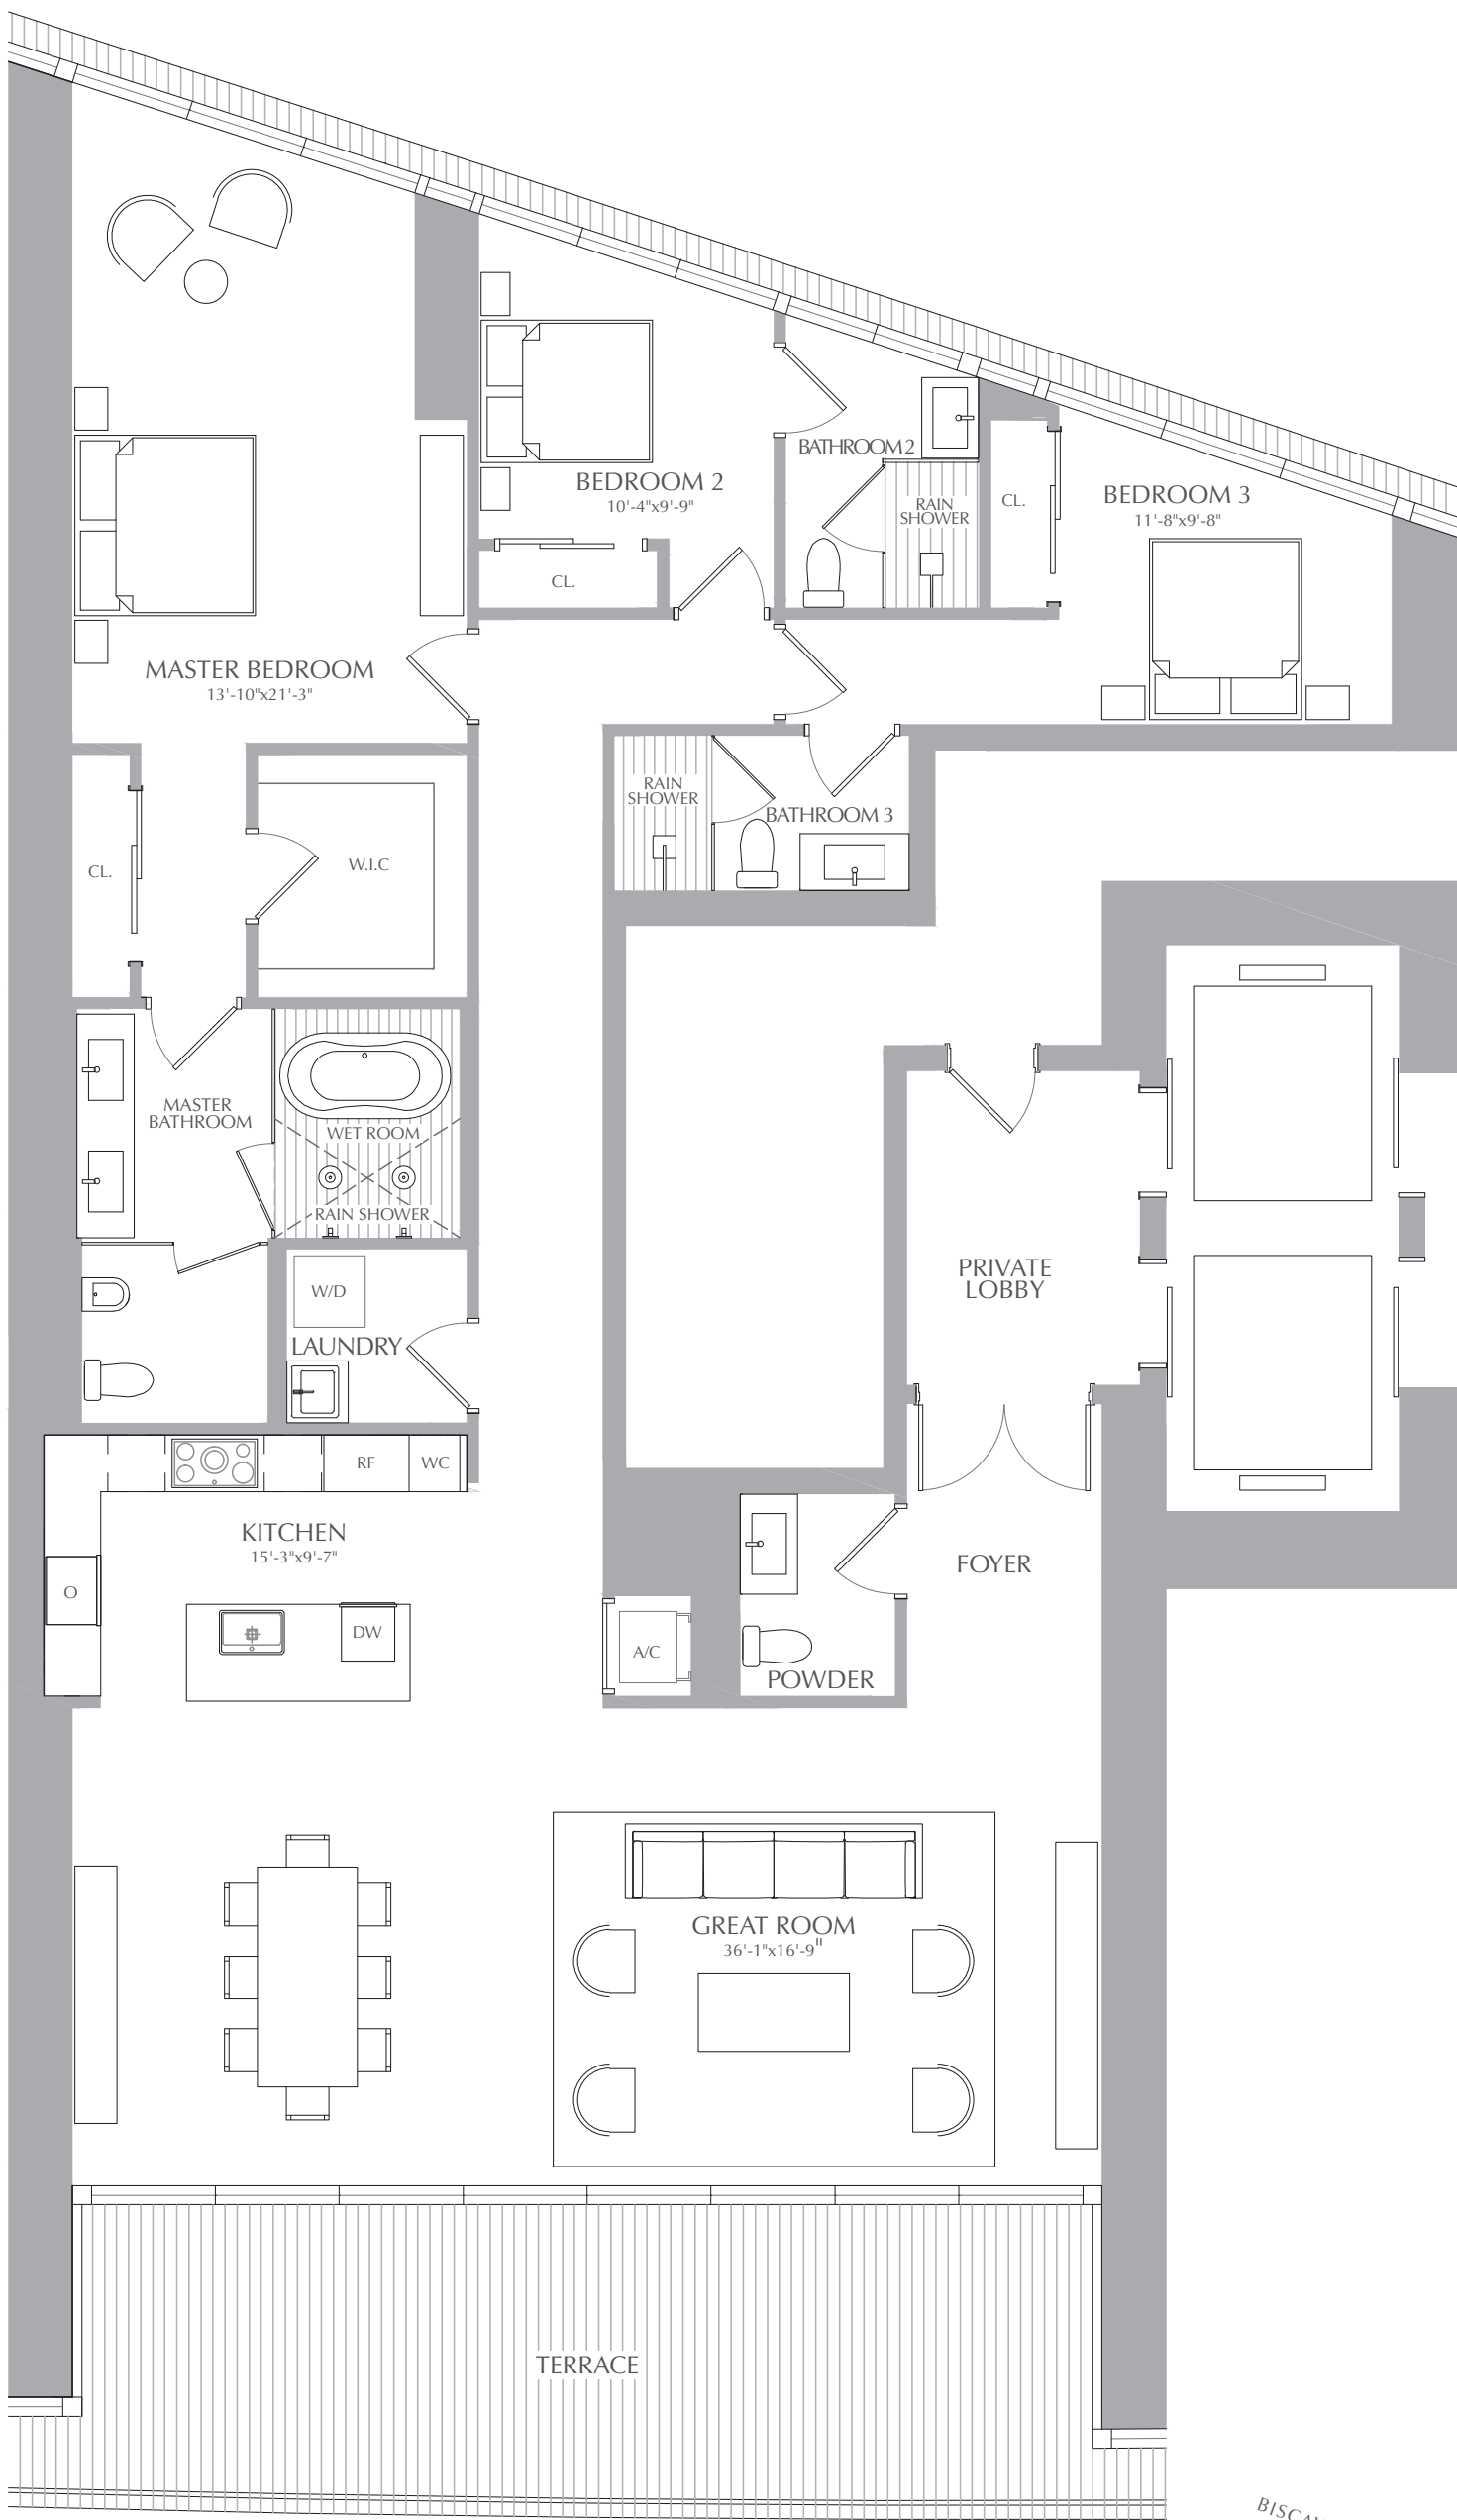 BEDROOM 2
10'-4"x9'-9"
BATHROOM 2
RAIN
SHOWER
CL.
BEDROOM 3
11'-8"x9'-8"
CL.
MASTER BEDROOM
13'-10"x21'-3"
RAIN
SHOWER
BATHROOM 3
CL.
W.I.C
MASTER
BATHROOM
WET ROOM
RAIN SHOWER
W/D
LAUNDRY
PRIVATE
LOBBY
RF
WC
KITCHEN
15'-3"x9'-7"
O
DW
FOYER
A/C
POWDER
GREAT ROOM
36'-1"x16'-9"
TERRACE